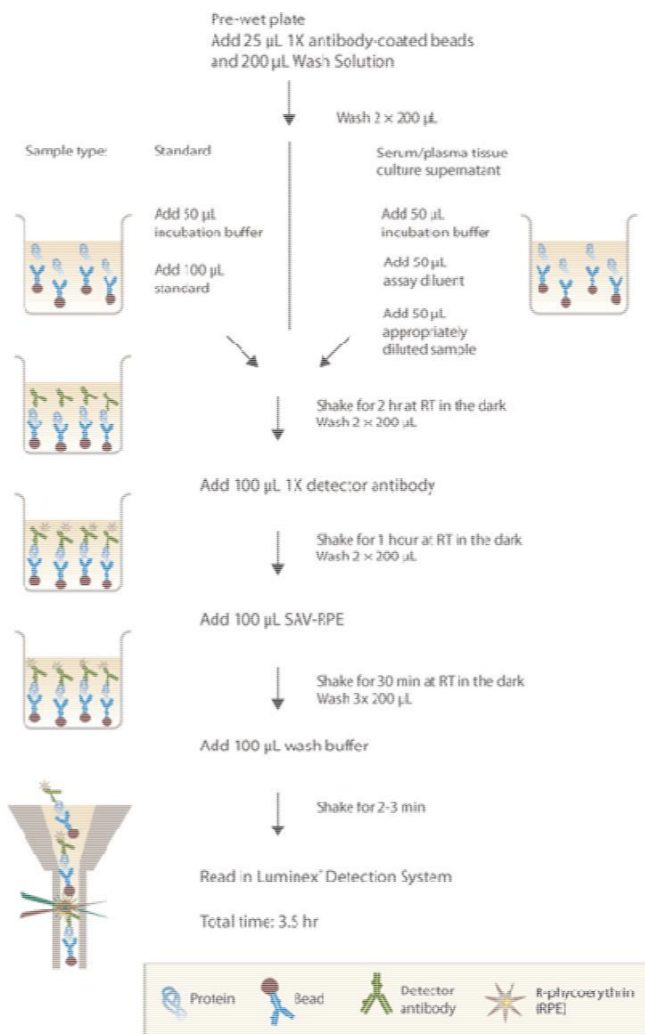 Pre-wet plate
Add 25 µL 1X antibody-coated beads
and 200 µL Wash Solution
Wash 2 × 200 µL
Sample type:
Standard
Serum/plasma tissue
culture supernatant
Add 50 µL
incubation buffer
Add 100 µL
standard
Add 50 µL
incubation buffer
Add 50 µL
assay diluent
Add 50 µL
appropriately
diluted sample
Shake for 2 hr at RT in the dark
Wash 2 × 200 µL
Add 100 µL 1X detector antibody
Shake for 1 hour at RT in the dark
Wash 2 × 200 µL
Add 100 µL SAV-RPE
Shake for 30 min at RT in the dark
Wash 3x 200 µL
Add 100 µL wash buffer
Shake for 2-3 min
Read in Luminex® Detection System
Total time: 3.5 hr
Protein
Bead
Detector
antibody
R-phycoerythrin
(RPE)